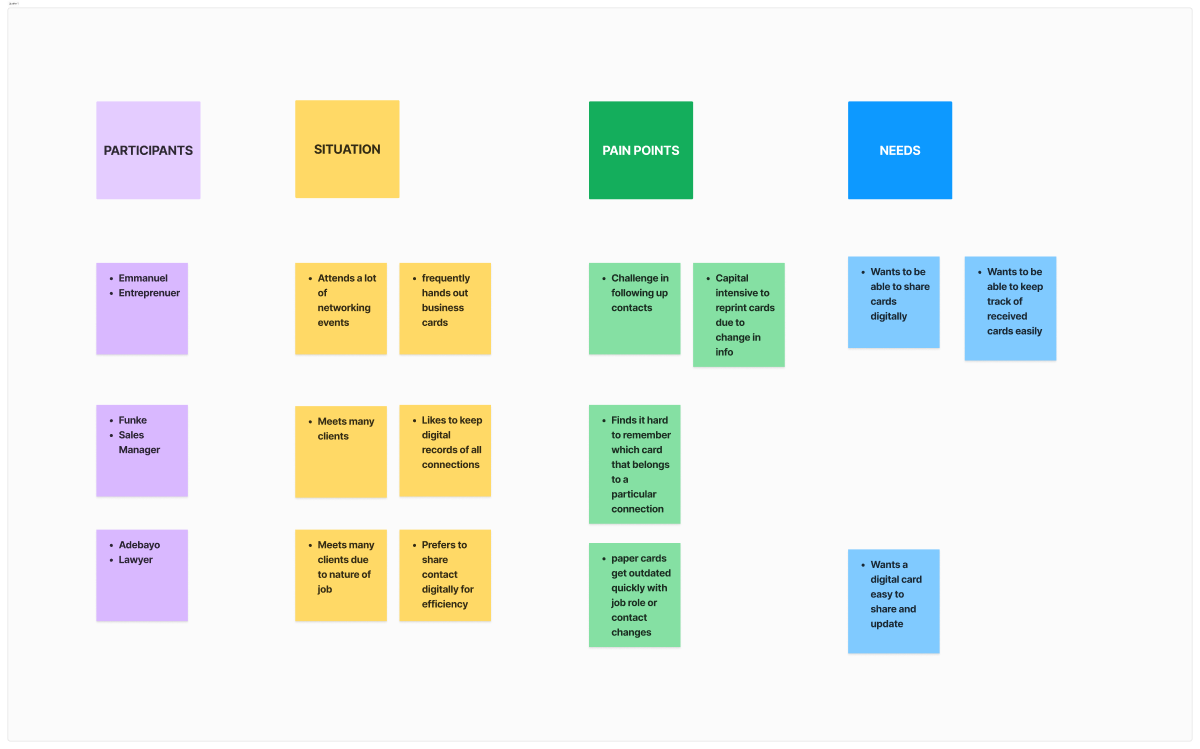 PARTICIPANTS
SITUATION
PAIN POINTS
NEEDS
• Emmanuel
• Entreprenuer
• Attends a lot
of
networking
events
• frequently
hands out
business
cards
• Challenge in
following up
contacts
• Capital
intensive to
reprint cards
due to
change in
info
• Wants to be
able to share
cards
digitally
• Wants to be
able to keep
track of
received
cards easily
• Funke
• Sales
Manager
• Meets many
clients
• Likes to keep
digital
records of all
connections
• Finds it hard
to remember
which card
that belongs
to a
particular
connection
• Adebayo
• Lawyer
• Meets many
clients due
to nature of
job
• Prefers to
share
contact
digitally for
efficiency
• paper cards
get outdated
quickly with
job role or
contact
changes
• Wants a
digital card
easy to
share and
update